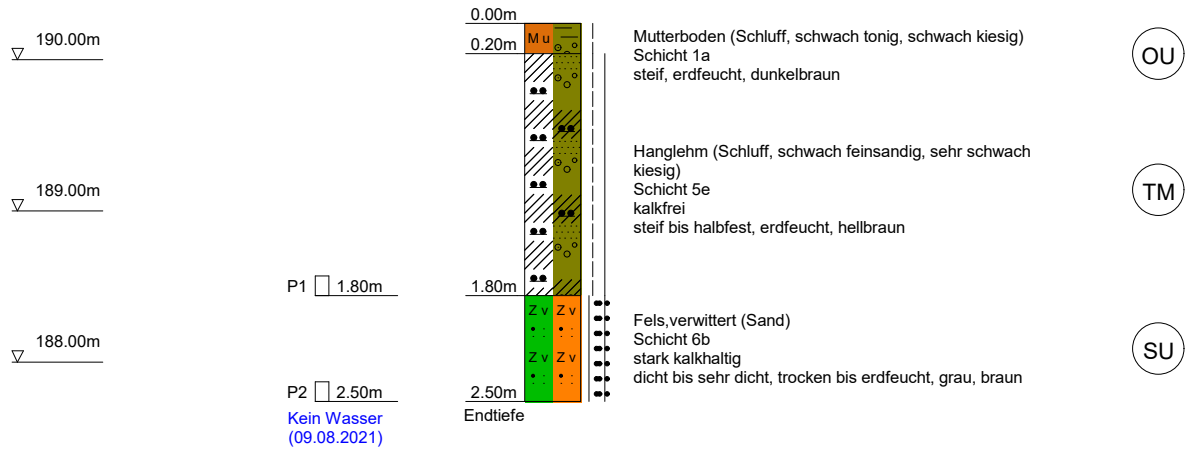 0.00m
190.00m
M u
0.20m
Mutterboden (Schluff, schwach tonig, schwach kiesig)
Schicht 1a
steif, erdfeucht, dunkelbraun
OU
189.00m
Hanglehm (Schluff, schwach feinsandig, sehr schwach
kiesig)
Schicht 5e
kalkfrei
steif bis halbfest, erdfeucht, hellbraun
TM
P1 1.80m
1.80m
Z v Z v
Z v Z v
188.00m
Fels,verwittert (Sand)
Schicht 6b
stark kalkhaltig
dicht bis sehr dicht, trocken bis erdfeucht, grau, braun
SU
P2 2.50m
2.50m
Kein Wasser
(09.08.2021)
Endtiefe